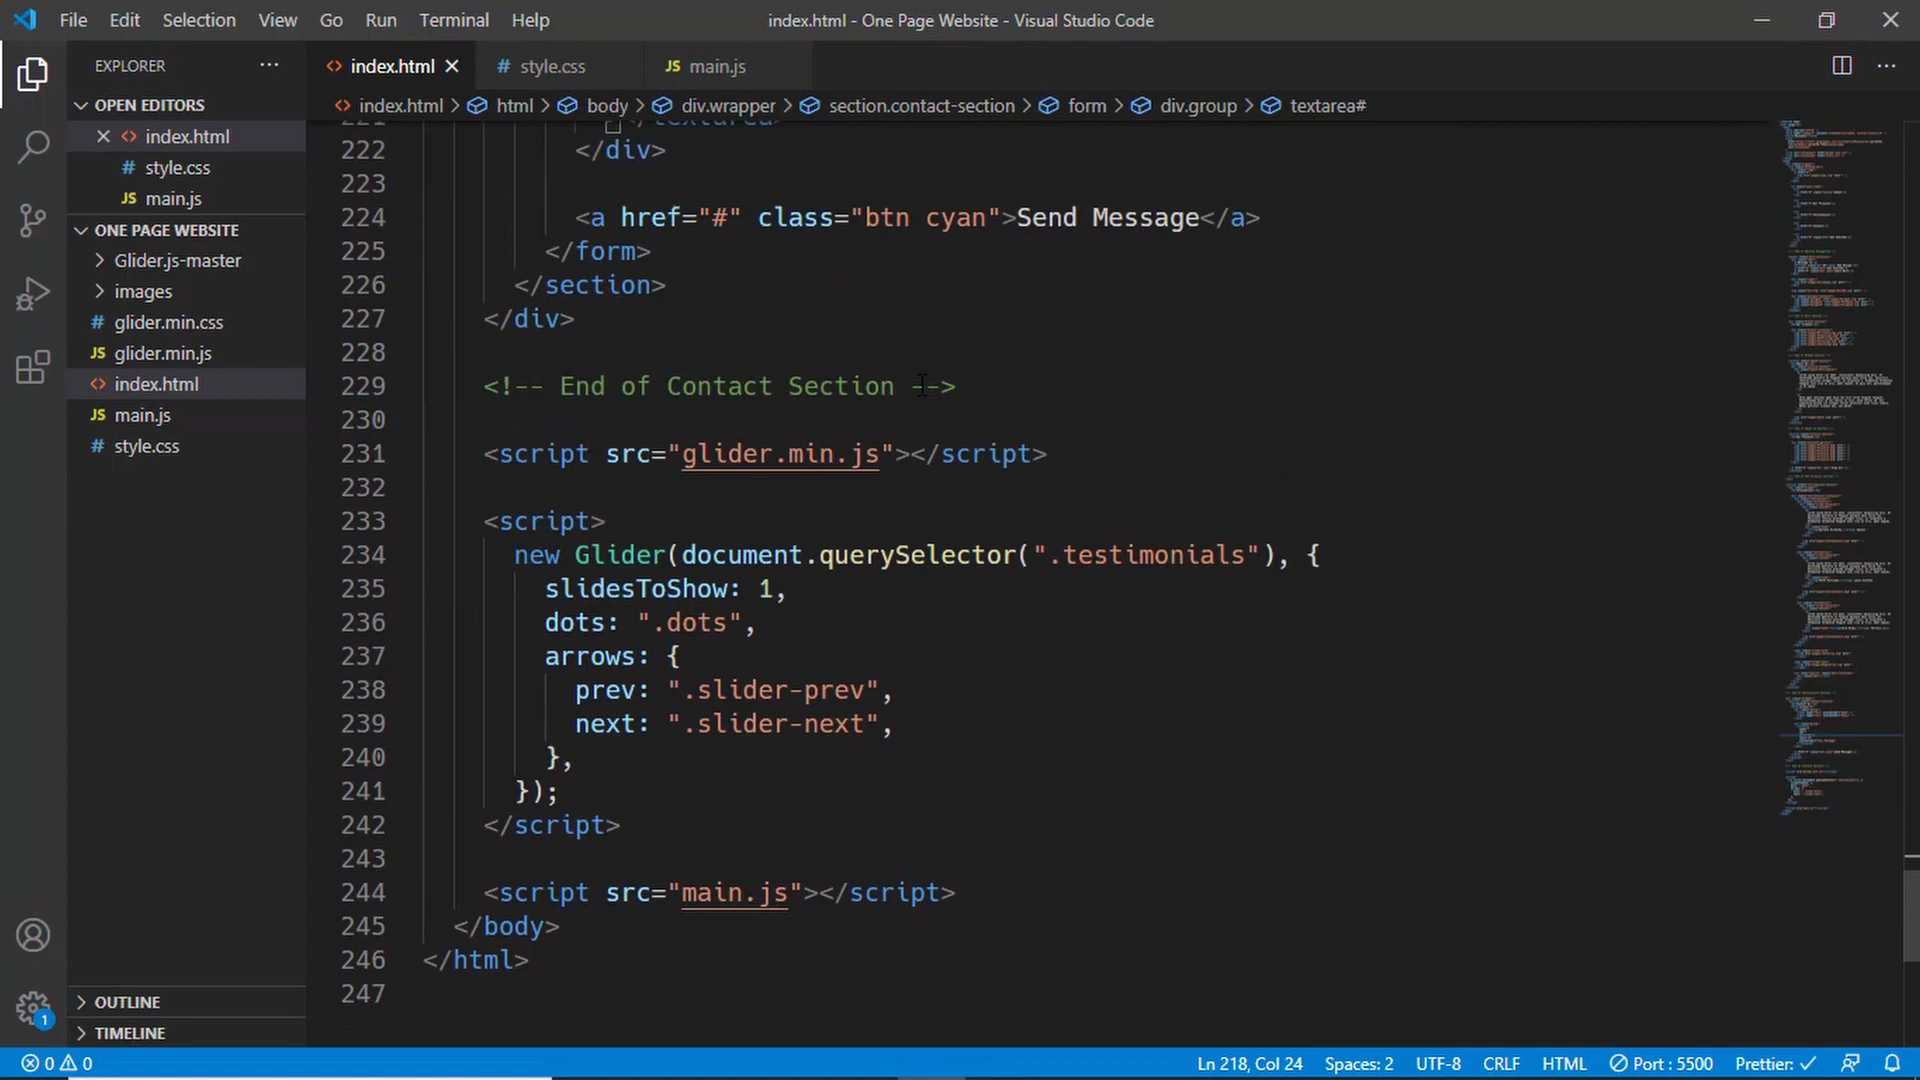 File Edit Selection View Go Run Terminal Help
index.html - One Page Website - Visual Studio Code
EXPLORER
OPEN EDITORS
index.html
style.css
main.js
ONE PAGE WEBSITE
Glider.js-master
images
glider.min.css
glider.min.js
index.html
main.js
style.css
OUTLINE
TIMELINE
index.html style.css JS main.js
index.html > html > body > div.wrapper > section.contact-section > form > div.group > textarea#
221 </textarea>
222 </div>
223
224 <a href="#" class="btn cyan">Send Message</a>
225 </form>
226 </section>
227 </div>
228
229 <!-- End of Contact Section -->
230
231 <script src="glider.min.js"></script>
232
233 <script>
234 new Glider(document.querySelector(".testimonials"), {
235 slidesToShow: 1,
236 dots: ".dots",
237 arrows: {
238 prev: ".slider-prev",
239 next: ".slider-next",
240 },
241 });
242 </script>
243
244 <script src="main.js"></script>
245 </body>
246 </html>
247
1
0 0 Ln 218, Col 24 Spaces: 2 UTF-8 CRLF HTML Port : 5500 Prettier: ✓